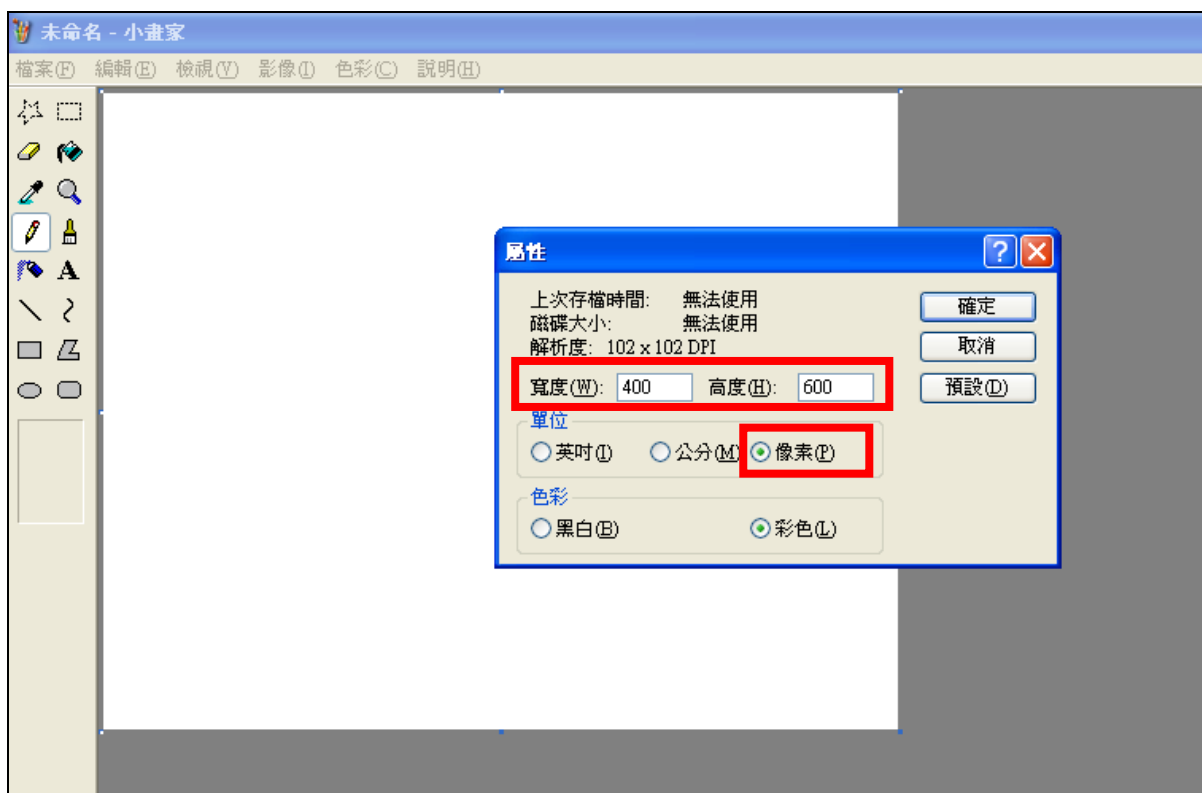 未命名 - 小畫家
檔案(F) 編輯(E) 檢視(V) 影像(I) 色彩(C) 說明(H)
A
屬性
上次存檔時間: 無法使用
磁碟大小: 無法使用
解析度: 102 x 102 DPI
確定
取消
預設(D)
寬度(W): 400 高度(H): 600
單位
英吋(I) 公分(M) 像素(P)
色彩
黑白(B) 彩色(L)